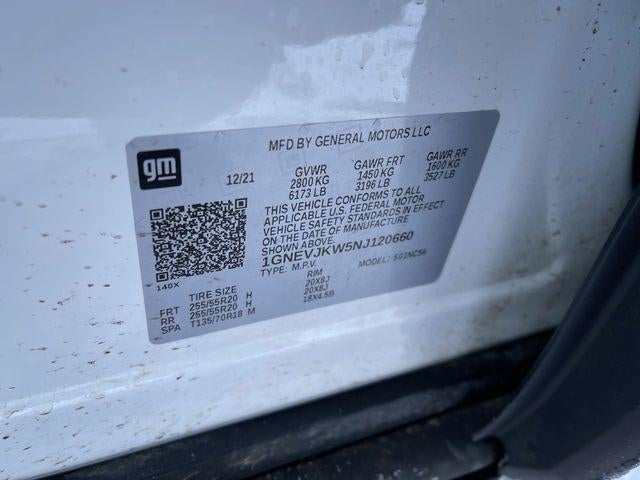 MFD BY GENERAL MOTORS LLC
gm
12/21
GVWR GAWR FRT GAWR RR
2800 KG 1450 KG 1600 KG
6173 LB 3196 LB 3527 LB
THIS VEHICLE CONFORMS TO ALL
APPLICABLE U.S. FEDERAL MOTOR
VEHICLE SAFETY STANDARDS IN EFFECT
ON THE DATE OF MANUFACTURE
SHOWN ABOVE.
1GNEVJKW5NJ120660
TYPE: M.P.V. MODEL:
140X
TIRE SIZE RIM
FRT 255/55R20 H 20X8J
RR 255/55R20 H 20X8J
SPA T135/70R18 M 18X4.5B